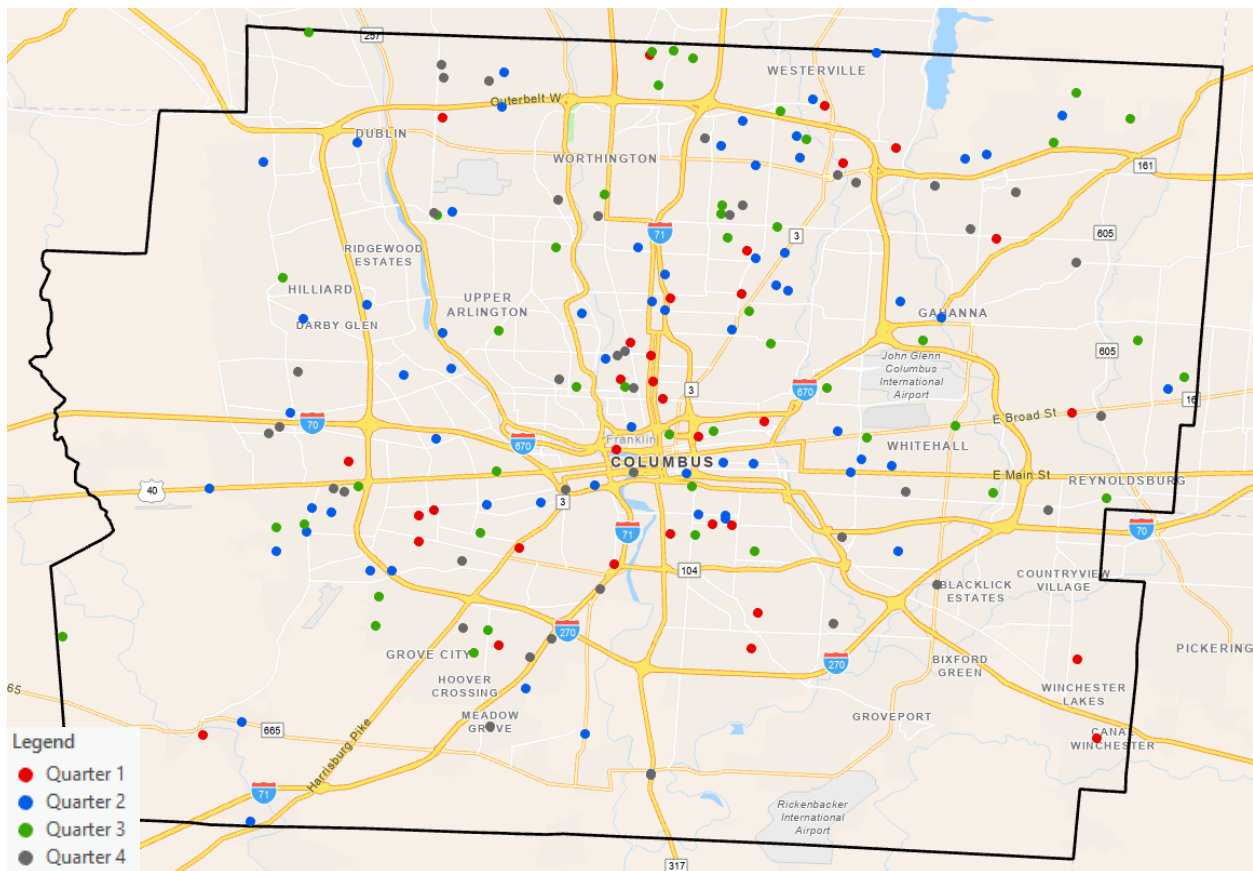 257
WESTERVILLE
Outerbelt W
DUBLIN
WORTHINGTON
161
71
3
605
RIDGEWOOD
ESTATES
HILLIARD
UPPER
ARLINGTON
DARBY GLEN
GAHANNA
John Glenn
Columbus
International
Airport
605
3
670
16
70
E Broad St
Franklin
670
WHITEHALL
COLUMBUS
E Main St
REYNOLDSBURG
40
3
71
70
104
COUNTRYVIEW
VILLAGE
BLACKLICK
ESTATES
270
GROVE CITY
BIXFORD
GREEN
270
PICKERING
HOOVER
CROSSING
WINCHESTER
LAKES
65
MEADOW
GROVE
GROVEPORT
665
CANAL
WINCHESTER
Harrisburg Pike
71
Rickenbacker
International
Airport
317
Legend
Quarter 1
Quarter 2
Quarter 3
Quarter 4